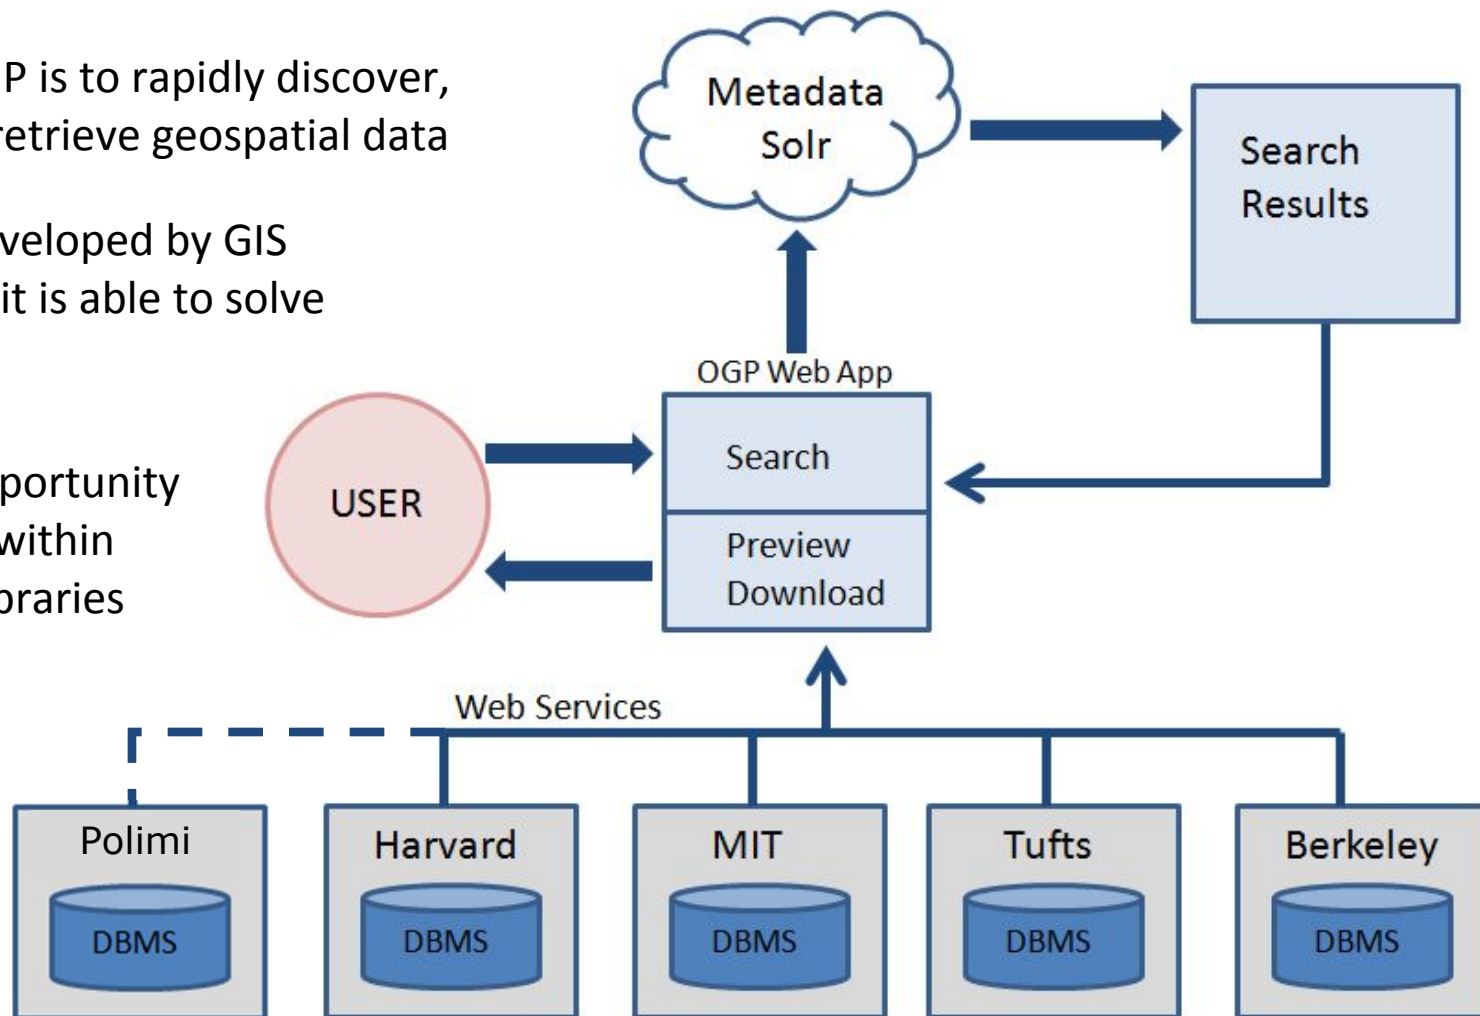 P is to rapidly discover,
retrieve geospatial data
veloped by GIS
it is able to solve
portunity
within
braries
Metadata
Solr
Search
Results
OGP Web App
Search
Preview
Download
USER
Web Services
Polimi
DBMS
Harvard
DBMS
MIT
DBMS
Tufts
DBMS
Berkeley
DBMS